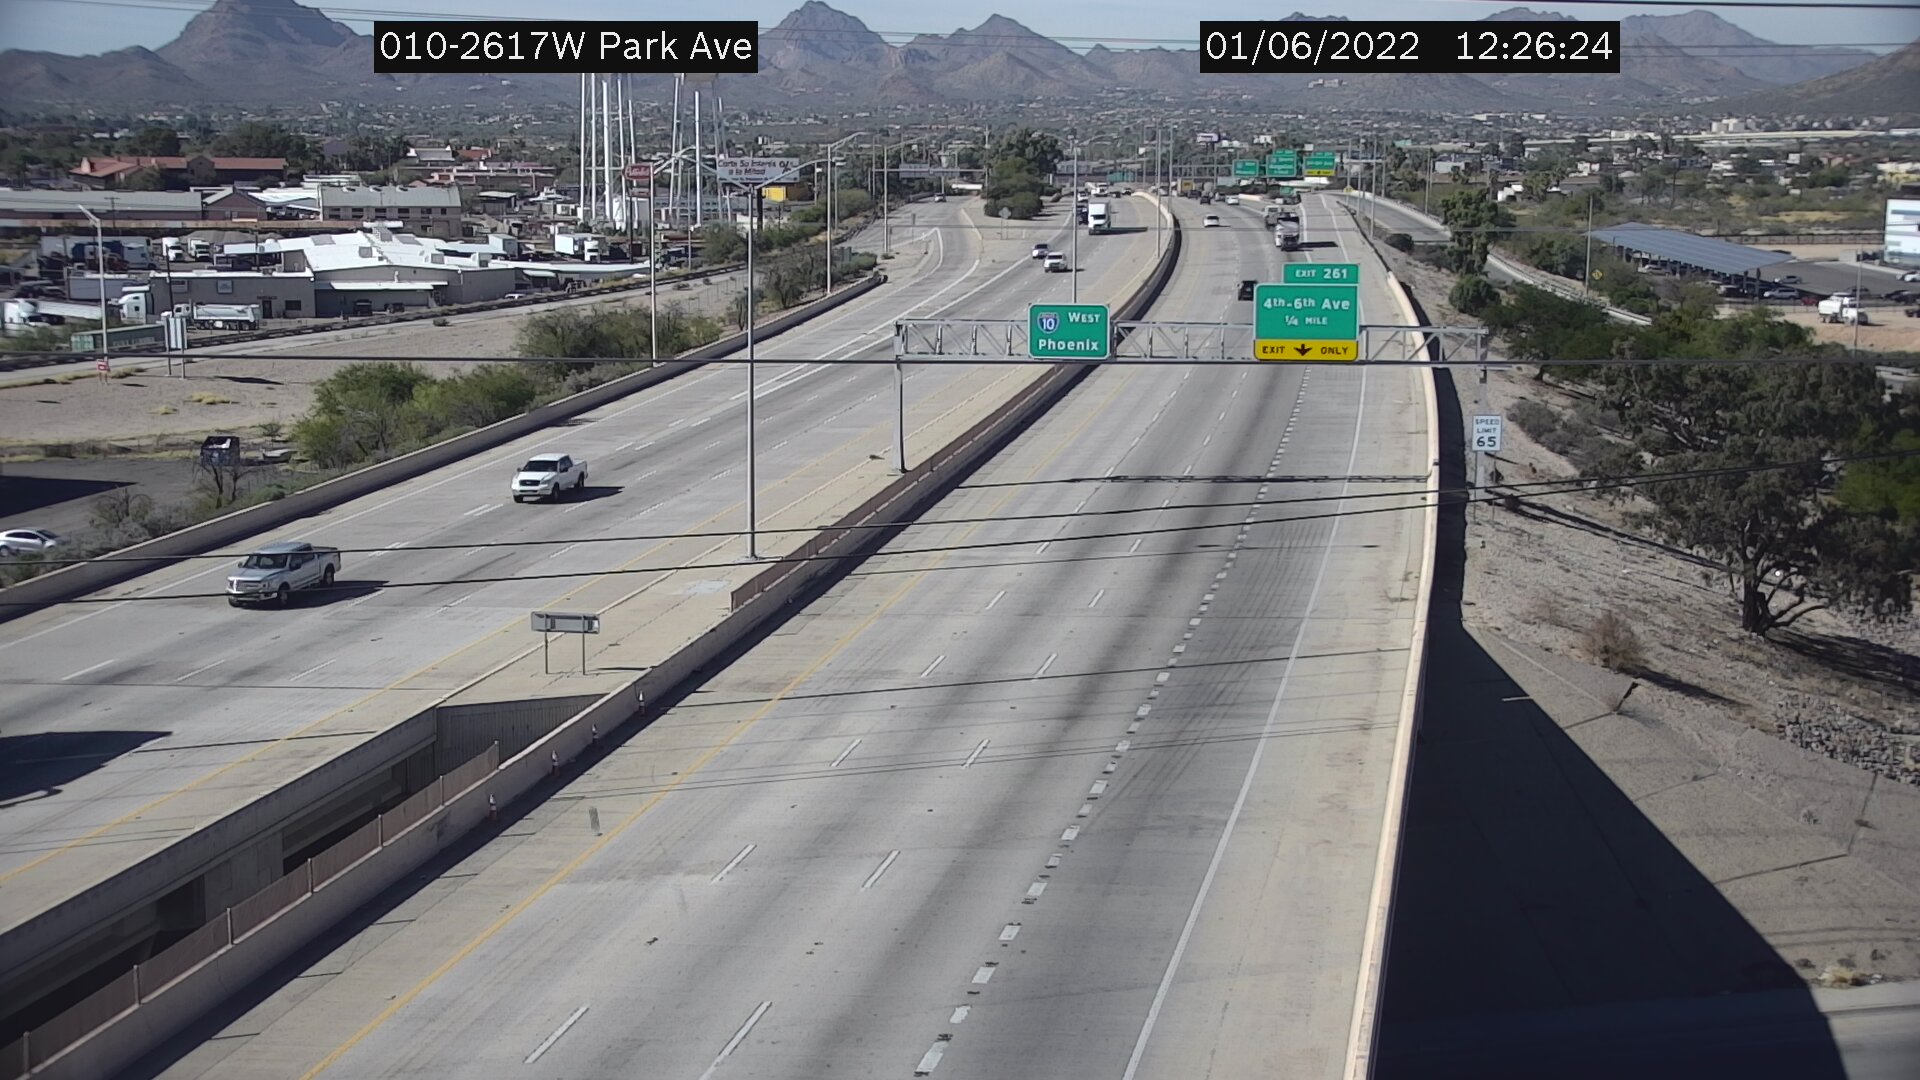 010-2617W Park Ave
01/06/2022 12:26:24
EXIT 261
4th-6th Ave
1/4 MILE
EXIT ONLY
10
WEST
Phoenix
SPEED
LIMIT
65